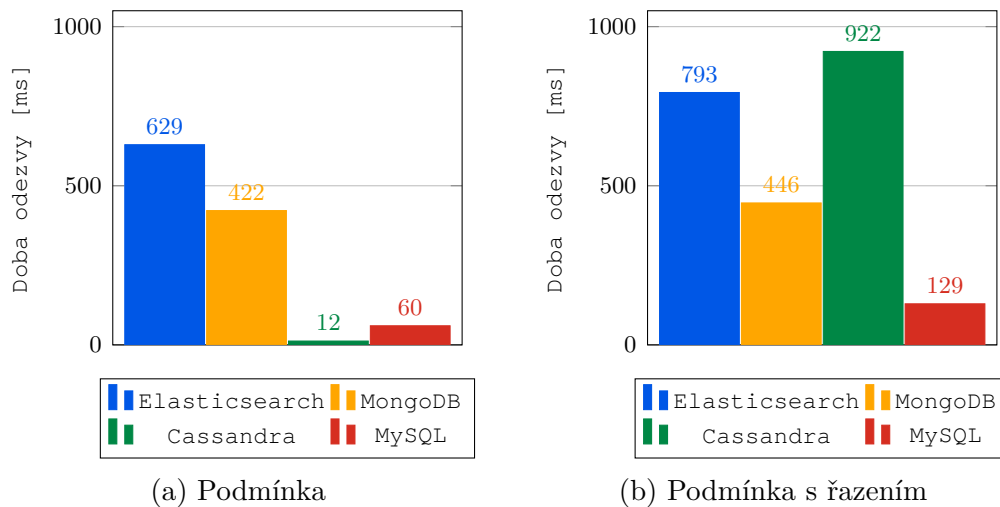 Doba odezvy [ms]
1000
500
0
629
422
12
60
Elasticsearch MongoDB
Cassandra MySQL
(a) Podmínka
Doba odezvy [ms]
1000
500
0
793
446
922
129
Elasticsearch MongoDB
Cassandra MySQL
(b) Podmínka s řazením